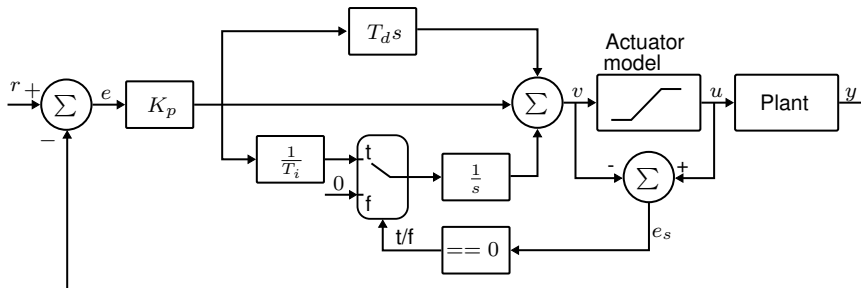 T_d s
Actuator
model
r
+
Σ
e
K_p
Σ
v
u
Plant
y
−
1/T_i
t
0
f
1/s
-
Σ
+
t/f
== 0
e_s